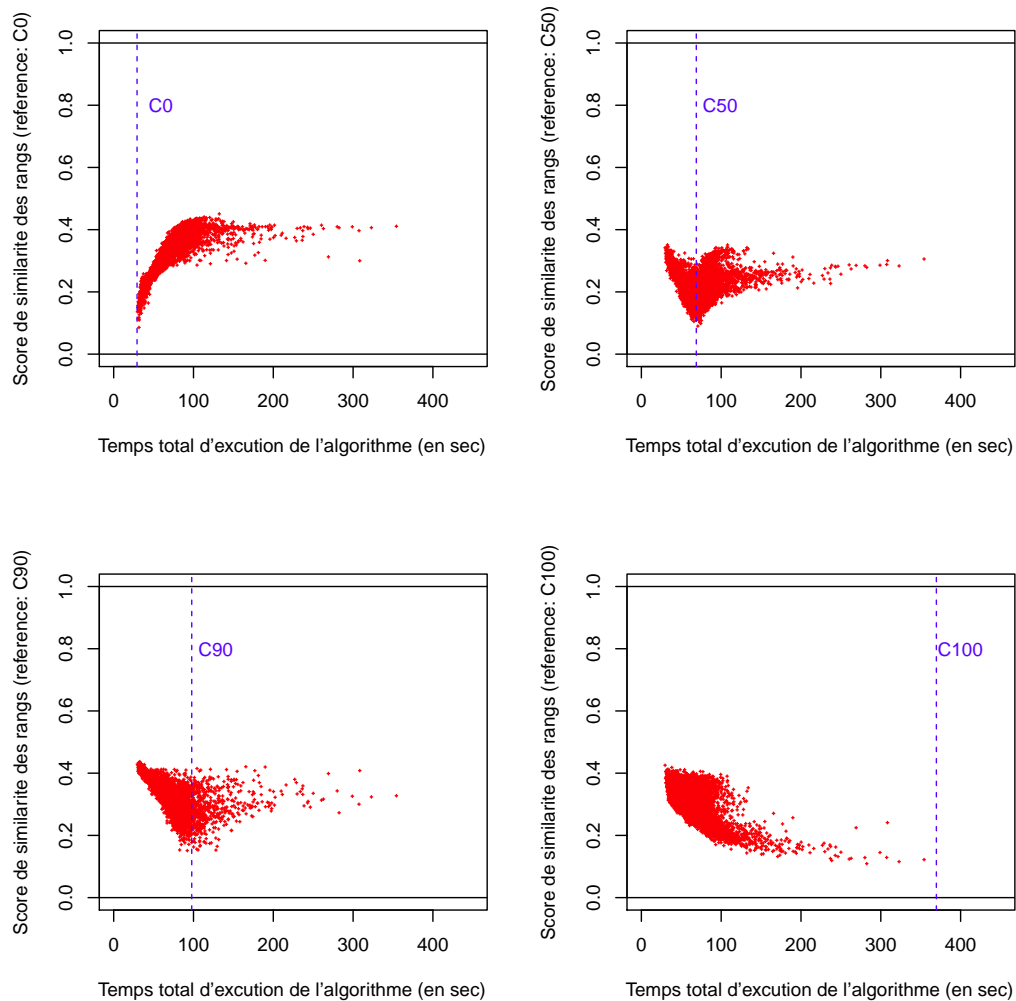 Score de similarite des rangs (reference: C0)
1.0
0.8
0.6
0.4
0.2
0.0
C0
0 100 200 300 400
Temps total d'excution de l'algorithme (en sec)
Score de similarite des rangs (reference: C50)
1.0
0.8
0.6
0.4
0.2
0.0
C50
0 100 200 300 400
Temps total d'excution de l'algorithme (en sec)
Score de similarite des rangs (reference: C90)
1.0
0.8
0.6
0.4
0.2
0.0
C90
0 100 200 300 400
Temps total d'excution de l'algorithme (en sec)
Score de similarite des rangs (reference: C100)
1.0
0.8
0.6
0.4
0.2
0.0
C100
0 100 200 300 400
Temps total d'excution de l'algorithme (en sec)